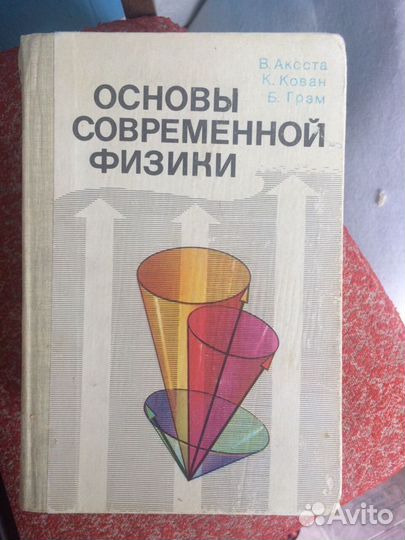 В. Акоста
К. Кован
Б. Грэм
ОСНОВЫ
СОВРЕМЕННОЙ
ФИЗИКИ
Avito